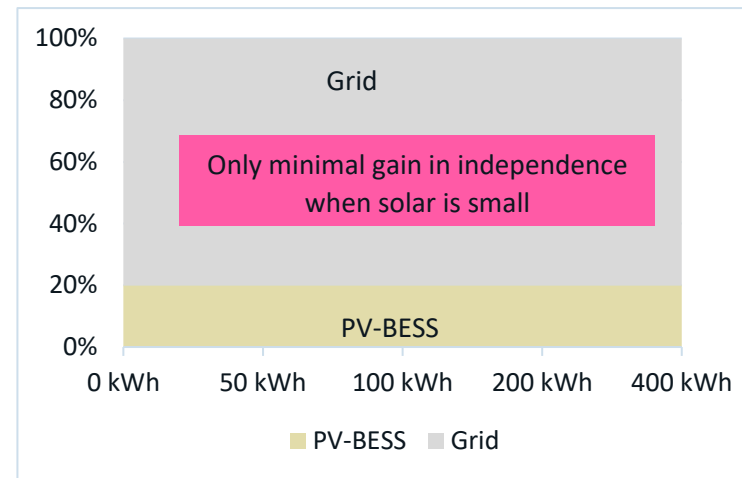 100%
Grid
80%
60%
Only minimal gain in independence
when solar is small
40%
20%
PV-BESS
0%
0 kWh 50 kWh 100 kWh 200 kWh 400 kWh
PV-BESS Grid